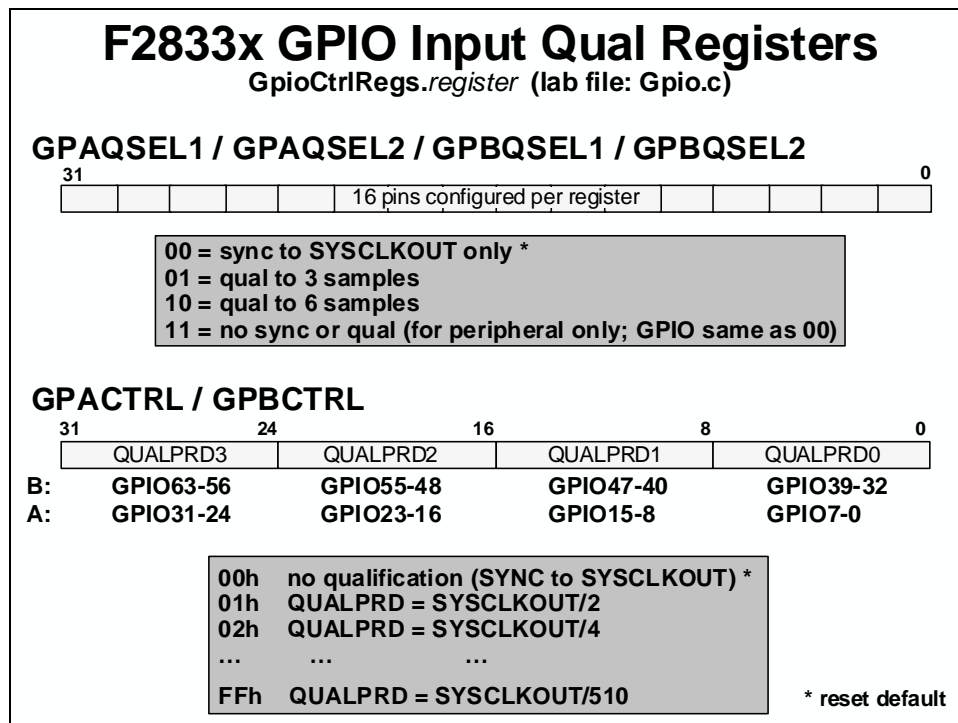 F2833x GPIO Input Qual Registers
GpioCtrlRegs.register (lab file: Gpio.c)
GPAQSEL1 / GPAQSEL2 / GPBQSEL1 / GPBQSEL2
31 0
16 pins configured per register
00 = sync to SYSCLKOUT only *
01 = qual to 3 samples
10 = qual to 6 samples
11 = no sync or qual (for peripheral only; GPIO same as 00)
GPACTRL / GPBCTRL
31 24 16 8 0
QUALPRD3 QUALPRD2 QUALPRD1 QUALPRD0
B: GPIO63-56 GPIO55-48 GPIO47-40 GPIO39-32
A: GPIO31-24 GPIO23-16 GPIO15-8 GPIO7-0
00h no qualification (SYNC to SYSCLKOUT) *
01h QUALPRD = SYSCLKOUT/2
02h QUALPRD = SYSCLKOUT/4
... ... ...
FFh QUALPRD = SYSCLKOUT/510
* reset default